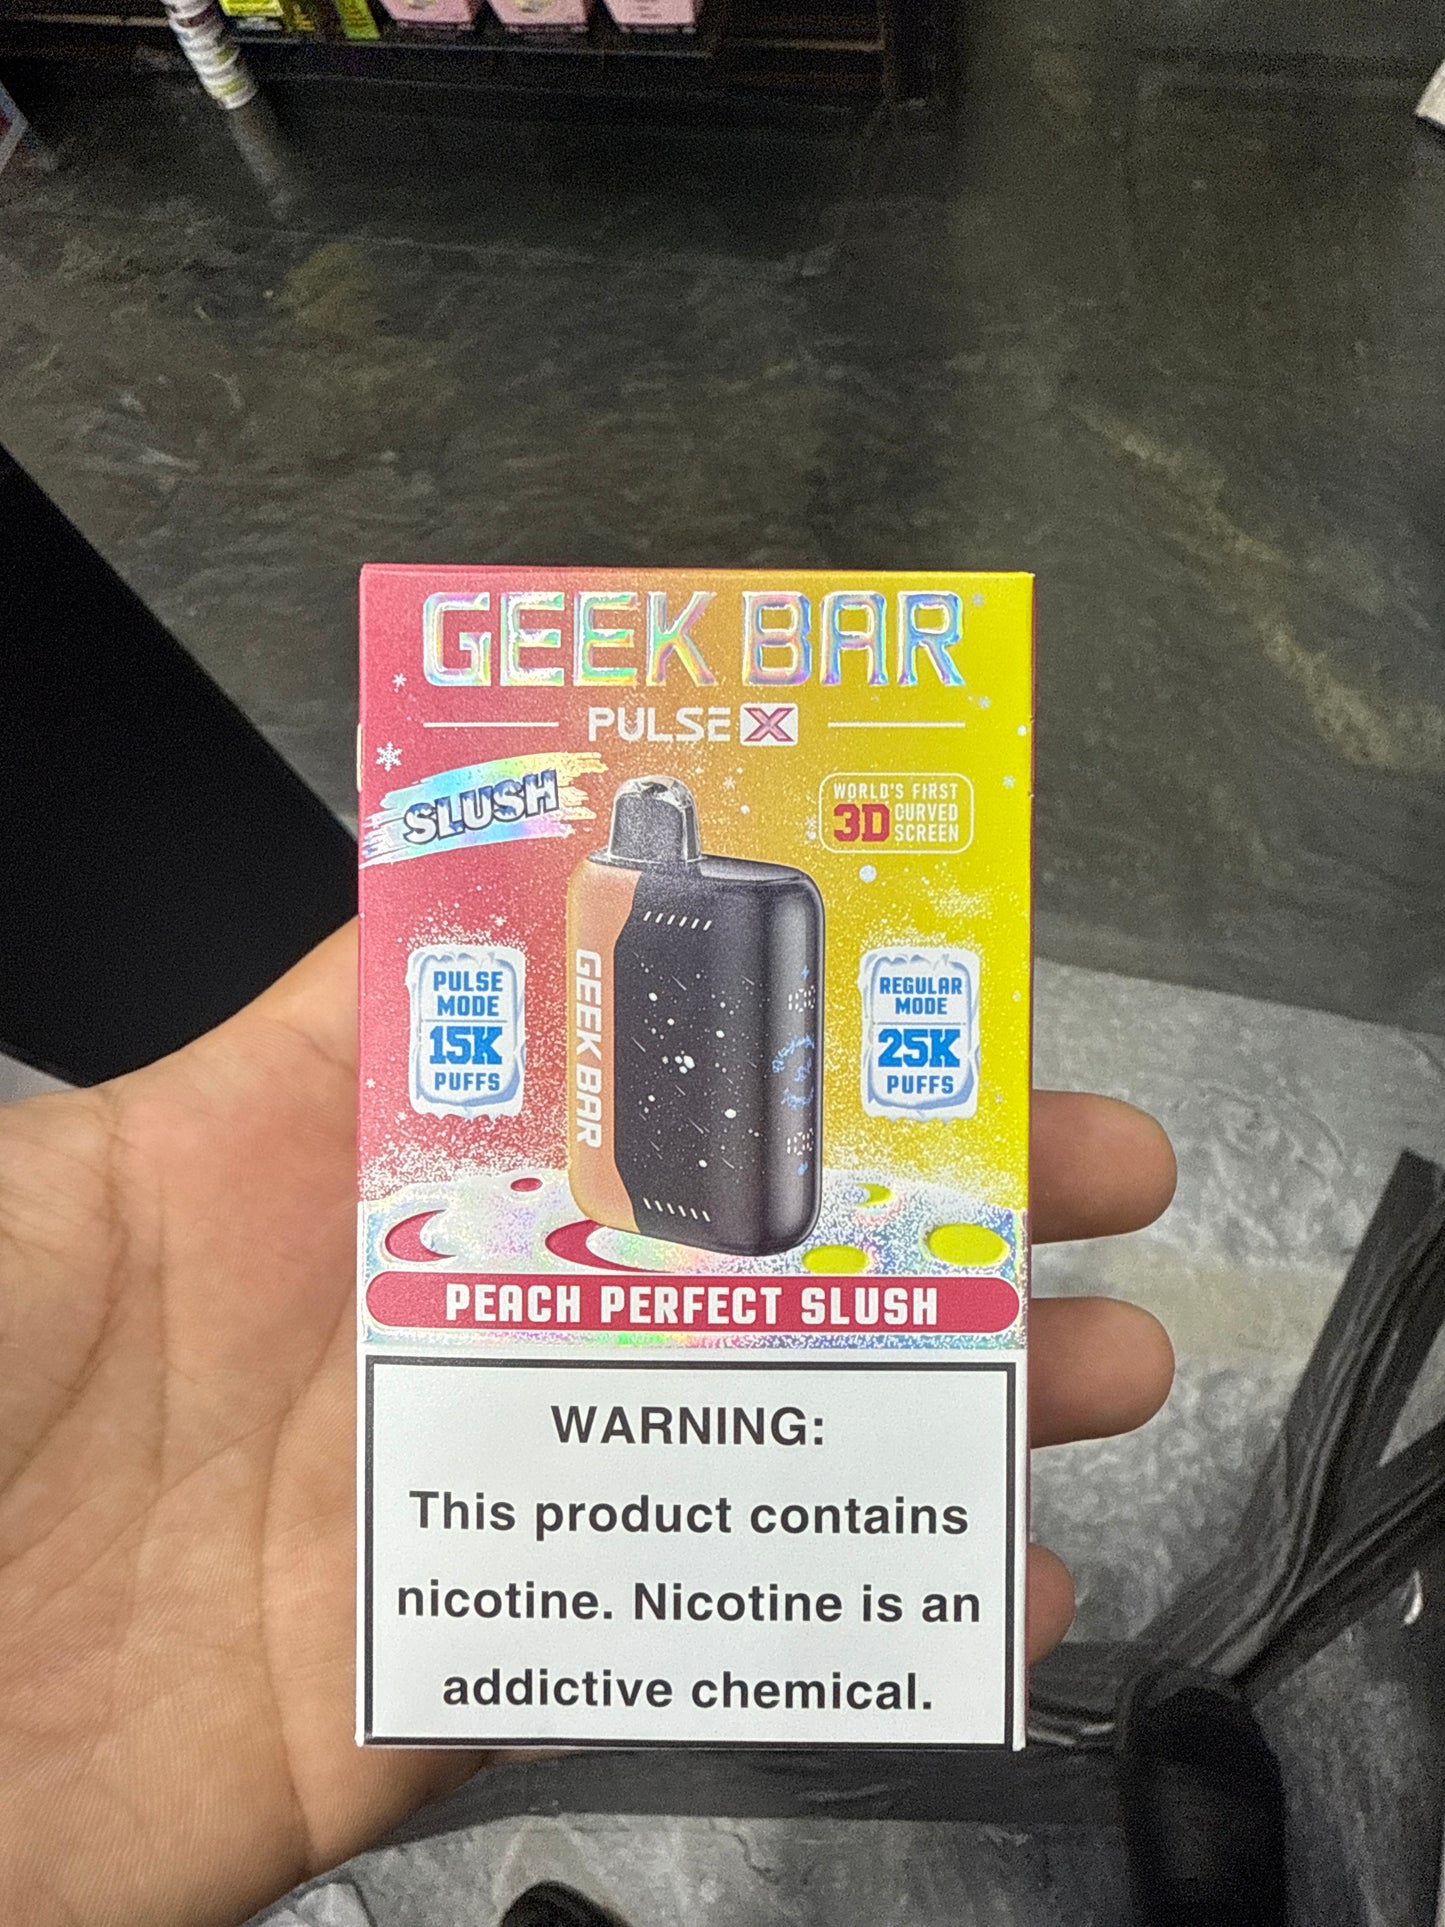 GEEK BAR
PULSE X
SLUSH
WORLD'S FIRST
3D CURVED
SCREEN
PULSE
MODE
15K
PUFFS
REGULAR
MODE
25K
PUFFS
GEEK BAR
PEACH PERFECT SLUSH
WARNING:
This product contains
nicotine. Nicotine is an
addictive chemical.